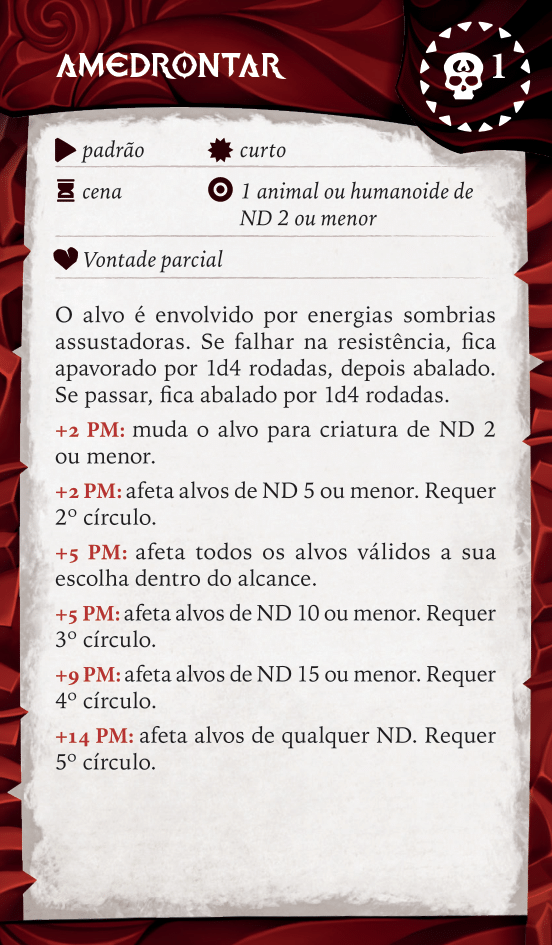 AMEDRONTAR
1
padrão
curto
cena
1 animal ou humanoide de
ND 2 ou menor
Vontade parcial
O alvo é envolvido por energias sombrias
assustadoras. Se falhar na resistência, fica
apavorado por 1d4 rodadas, depois abalado.
Se passar, fica abalado por 1d4 rodadas.
+2 PM: muda o alvo para criatura de ND 2
ou menor.
+2 PM: afeta alvos de ND 5 ou menor. Requer
2º círculo.
+5 PM: afeta todos os alvos válidos a sua
escolha dentro do alcance.
+5 PM: afeta alvos de ND 10 ou menor. Requer
3º círculo.
+9 PM: afeta alvos de ND 15 ou menor. Requer
4º círculo.
+14 PM: afeta alvos de qualquer ND. Requer
5º círculo.